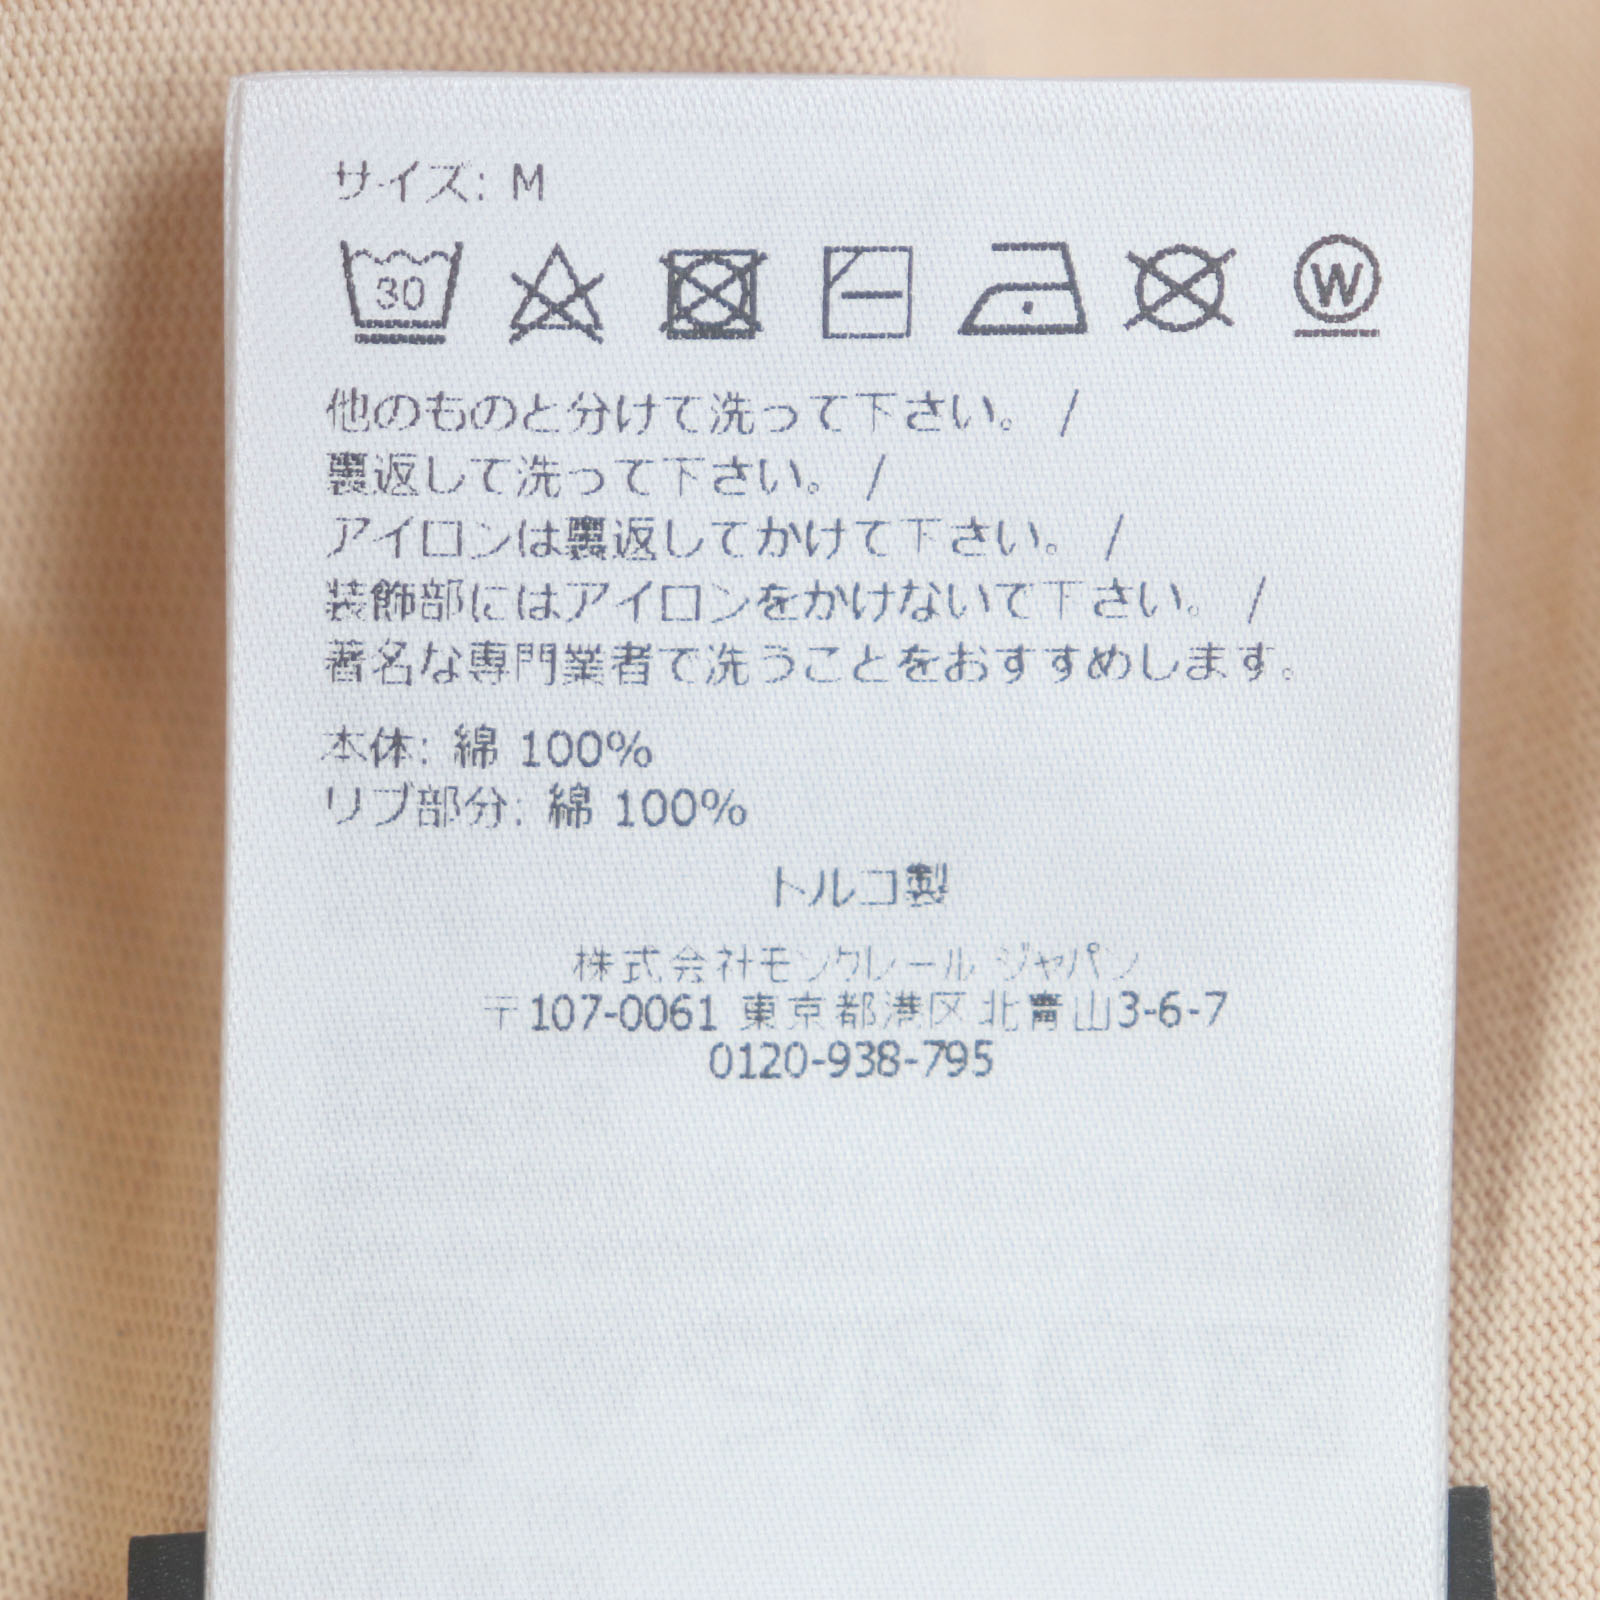 サイズ: M
30
W
他のものと分けて洗って下さい。 /
裏返して洗って下さい。 /
アイロンは裏返してかけて下さい。 /
装飾部にはアイロンをかけないで下さい。 /
著名な専門業者で洗うことをおすすめします。
本体: 綿 100%
リブ部分: 綿 100%
トルコ製
株式会社モンクレール ジャパン
〒107-0061 東京都港区北青山3-6-7
0120-938-795